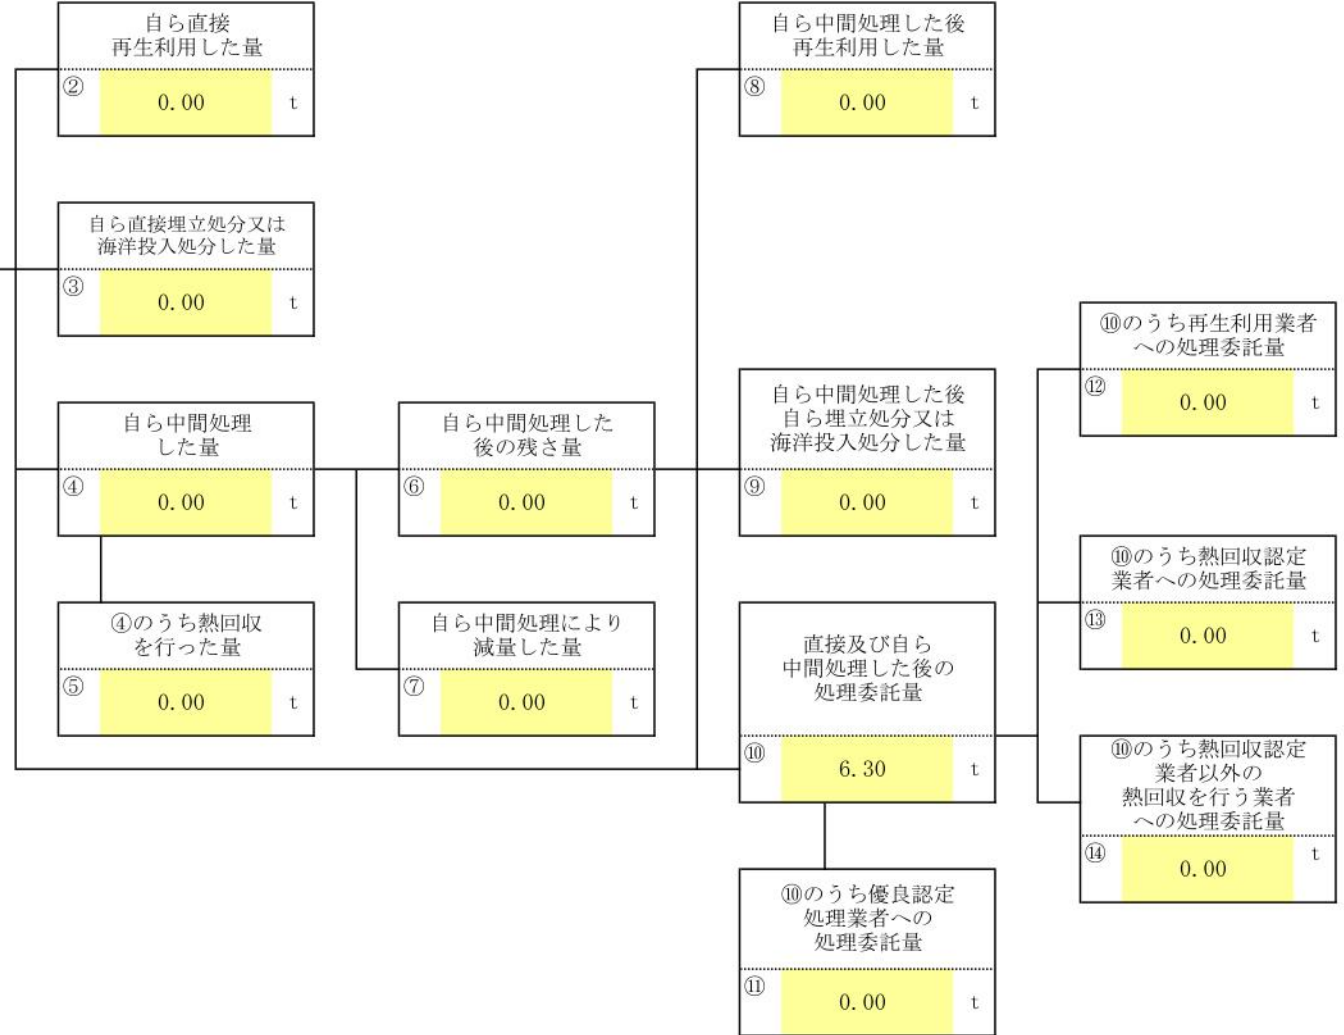 自ら直接
再生利用した量
② 0.00 t
自ら中間処理した後
再生利用した量
⑧ 0.00 t
自ら直接埋立処分又は
海洋投入処分した量
③ 0.00 t
⑩のうち再生利用業者
への処理委託量
⑫ 0.00 t
自ら中間処理
した量
④ 0.00 t
自ら中間処理した
後の残さ量
⑥ 0.00 t
自ら中間処理した後
自ら埋立処分又は
海洋投入処分した量
⑨ 0.00 t
⑩のうち熱回収認定
業者への処理委託量
⑬ 0.00 t
④のうち熱回収
を行った量
⑤ 0.00 t
自ら中間処理により
減量した量
⑦ 0.00 t
直接及び自ら
中間処理した後の
処理委託量
⑩ 6.30 t
⑩のうち熱回収認定
業者以外の
熱回収を行う業者
への処理委託量
⑭ 0.00 t
⑩のうち優良認定
処理業者への
処理委託量
⑪ 0.00 t